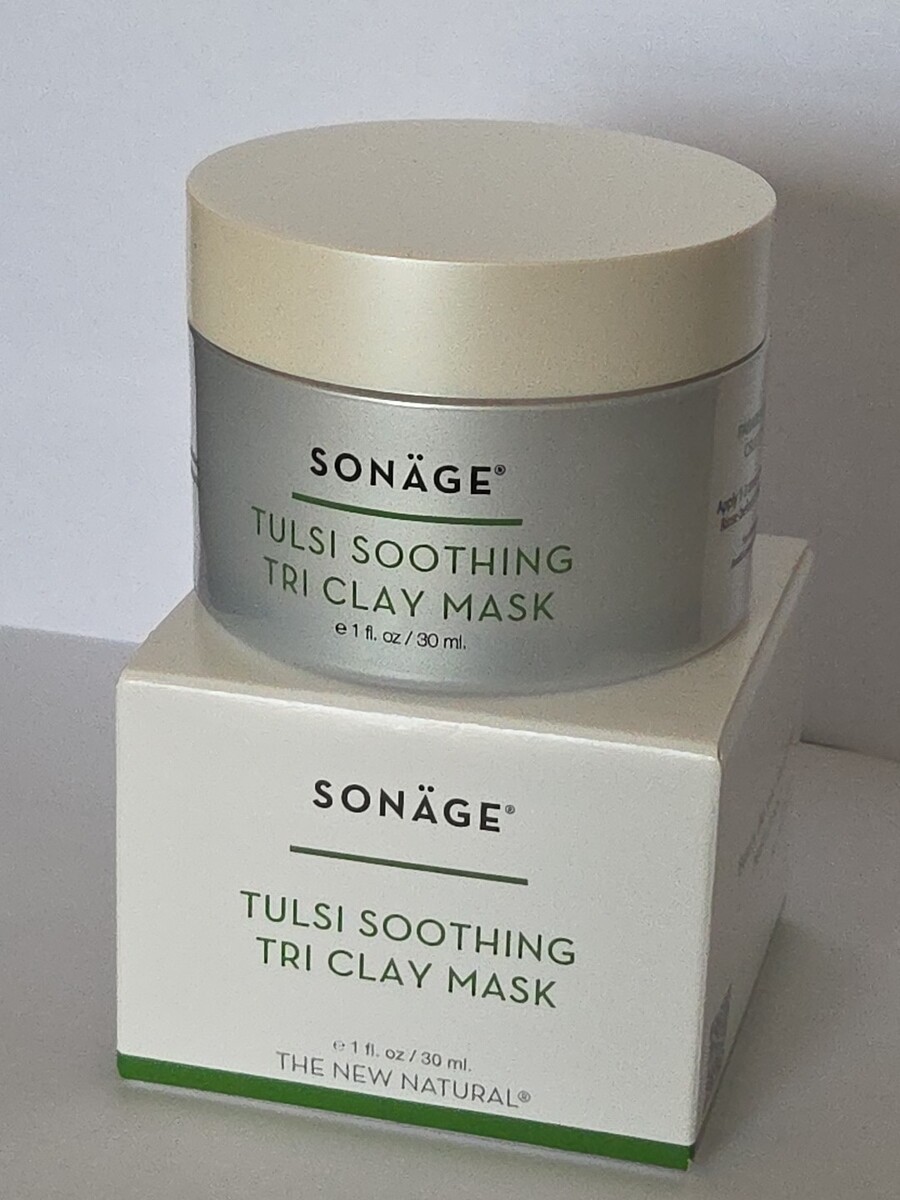 SONÄGE®
TULSI SOOTHING
TRI CLAY MASK
℮ 1 fl. oz / 30 ml.
Apply
SONÄGE®
TULSI SOOTHING
TRI CLAY MASK
℮ 1 fl. oz / 30 ml.
THE NEW NATURAL®